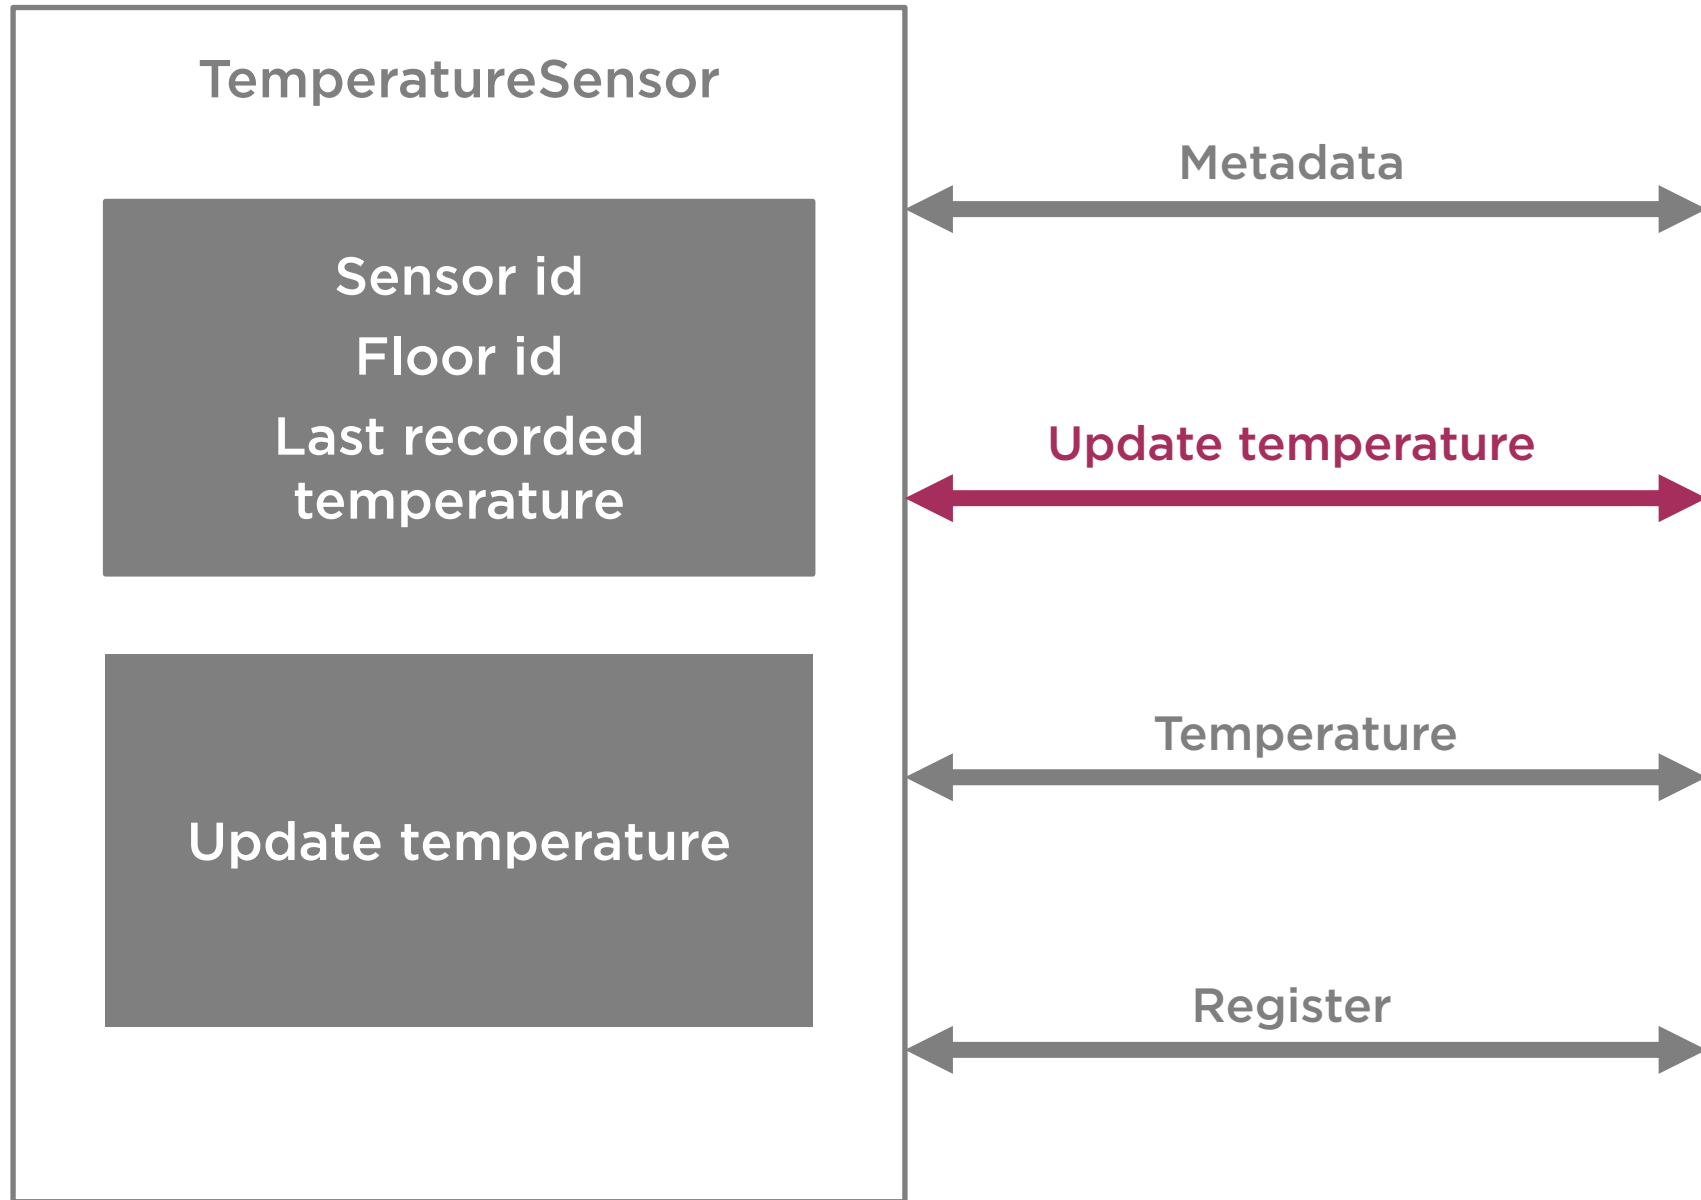 TemperatureSensor
Sensor id
Floor id
Last recorded
temperature
Update temperature
Metadata
Update temperature
Temperature
Register